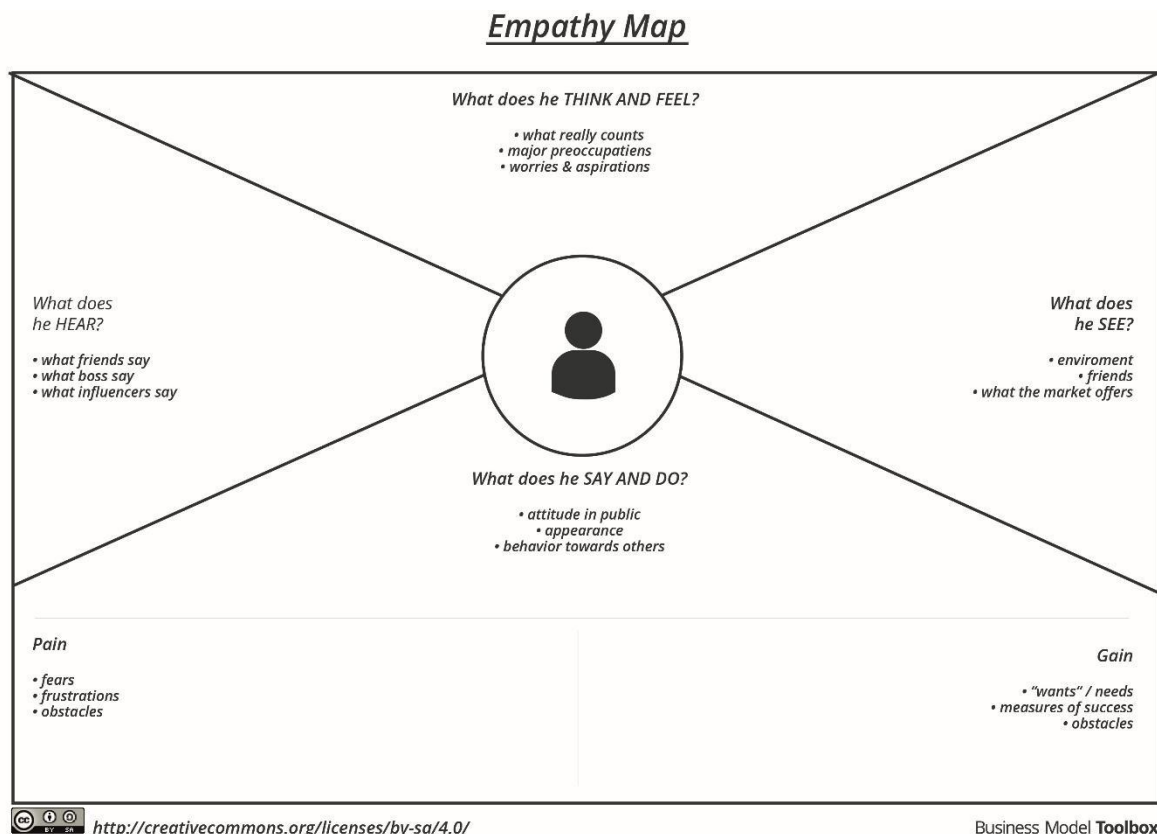 Empathy Map
What does he THINK AND FEEL?
• what really counts
• major preoccupatiens
• worries & aspirations
What does
he HEAR?
• what friends say
• what boss say
• what influencers say
What does
he SEE?
• enviroment
• friends
• what the market offers
What does he SAY AND DO?
• attitude in public
• appearance
• behavior towards others
Pain
• fears
• frustrations
• obstacles
Gain
• “wants” / needs
• measures of success
• obstacles
cc BY SA
http://creativecommons.org/licenses/by-sa/4.0/
Business Model Toolbox